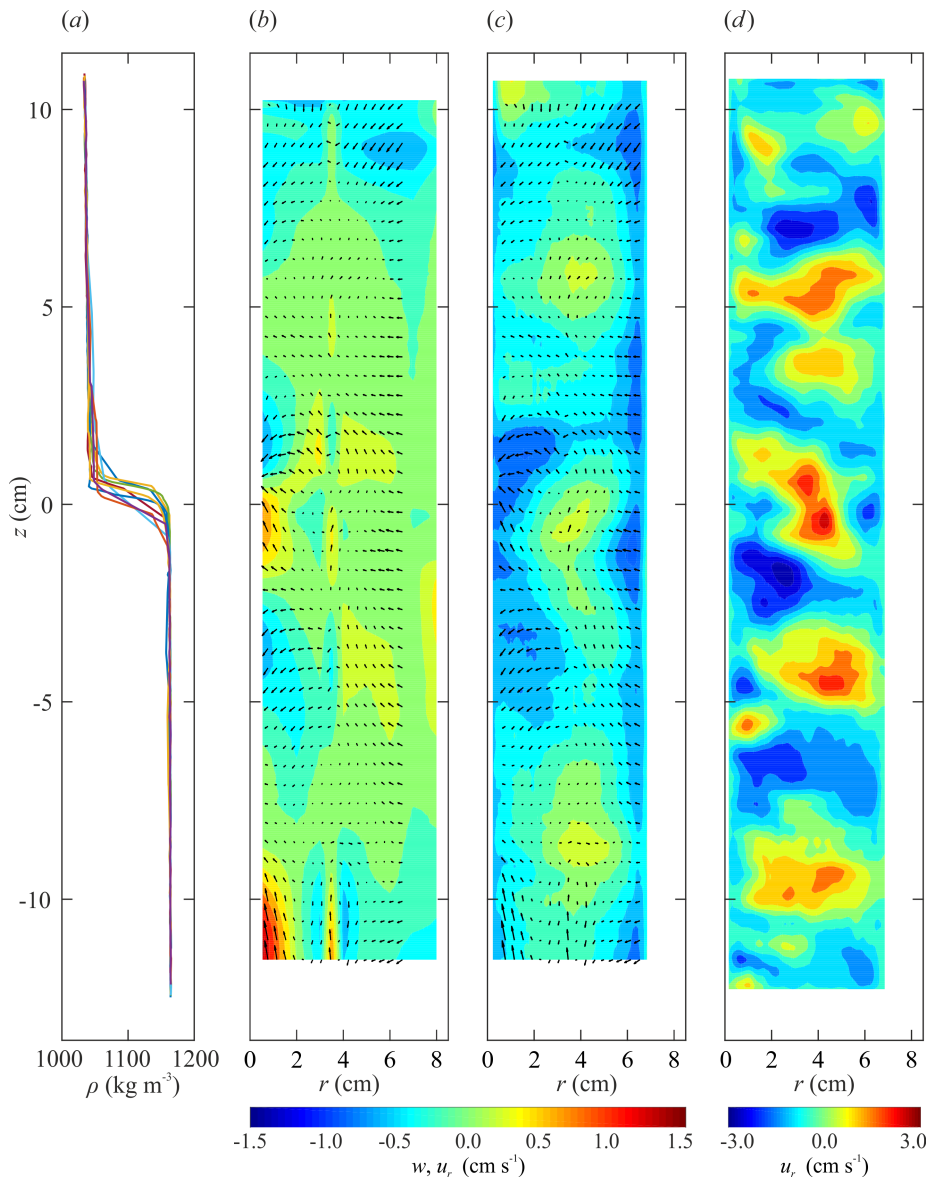 (a) (b) (c) (d)
10
5
z (cm)
0
-5
-10
1000 1100 1200 0 2 4 6 8 0 2 4 6 8 0 2 4 6 8
ρ (kg m⁻³) r (cm) r (cm) r (cm)
-1.5 -1.0 -0.5 0.0 0.5 1.0 1.5 -3.0 0.0 3.0
w, uᵣ (cm s⁻¹) uᵣ (cm s⁻¹)